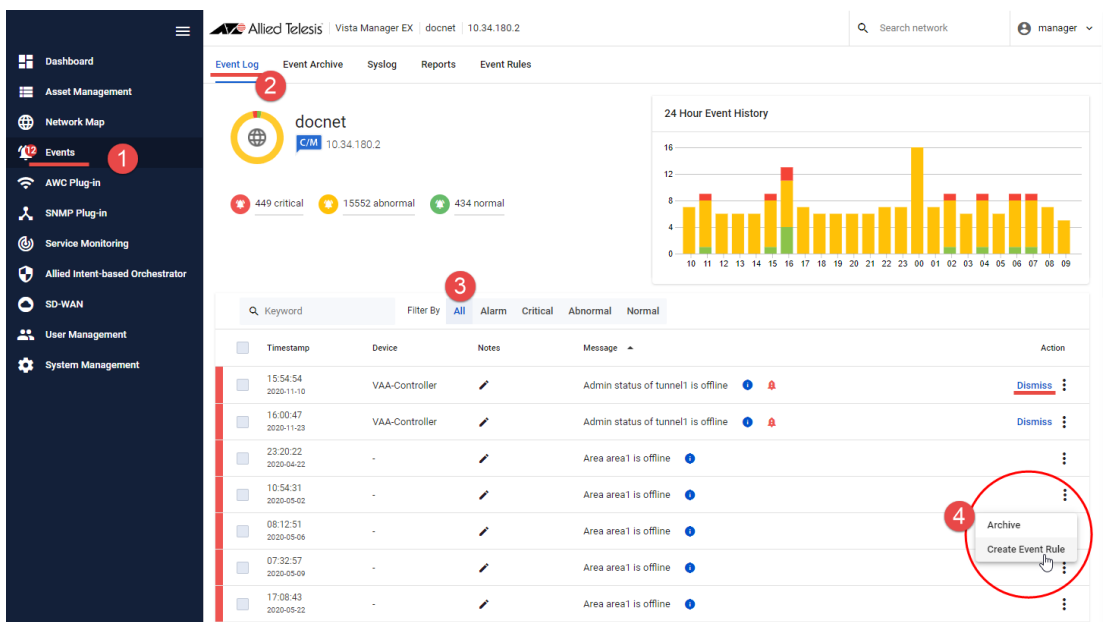 Allied Telesis Vista Manager EX docnet 10.34.180.2 Search network manager
Dashboard
Asset Management
Network Map
12 Events 1
AWC Plug-in
SNMP Plug-in
Service Monitoring
Allied Intent-based Orchestrator
SD-WAN
User Management
System Management
Event Log Event Archive Syslog Reports Event Rules
2
docnet
C/M 10.34.180.2
449 critical 15552 abnormal 434 normal
24 Hour Event History
16
12
8
4
0
10 11 12 13 14 15 16 17 18 19 20 21 22 23 00 01 02 03 04 05 06 07 08 09
3
Keyword Filter By All Alarm Critical Abnormal Normal
Timestamp Device Notes Message Action
15:54:54
2020-11-10
VAA-Controller Admin status of tunnel1 is offline Dismiss
16:00:47
2020-11-23
VAA-Controller Admin status of tunnel1 is offline Dismiss
23:20:22
2020-04-22
- Area area1 is offline
10:54:31
2020-05-02
- Area area1 is offline
08:12:51
2020-05-06
- Area area1 is offline
07:32:57
2020-05-09
- Area area1 is offline
17:08:43
2020-05-22
- Area area1 is offline
4
Archive
Create Event Rule